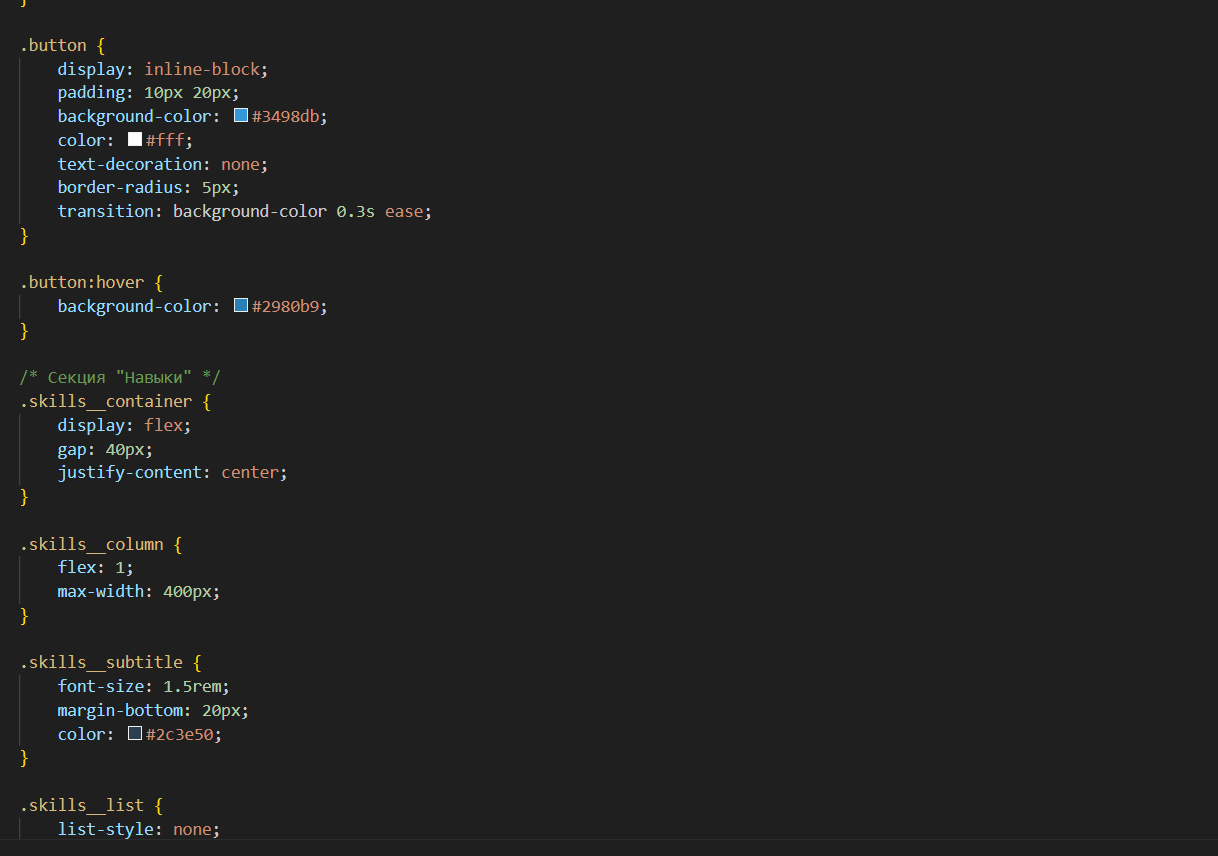 }
.button {
display: inline-block;
padding: 10px 20px;
background-color: #3498db;
color: #fff;
text-decoration: none;
border-radius: 5px;
transition: background-color 0.3s ease;
}
.button:hover {
background-color: #2980b9;
}
/* Секция "Навыки" */
.skills__container {
display: flex;
gap: 40px;
justify-content: center;
}
.skills__column {
flex: 1;
max-width: 400px;
}
.skills__subtitle {
font-size: 1.5rem;
margin-bottom: 20px;
color: #2c3e50;
}
.skills__list {
list-style: none;